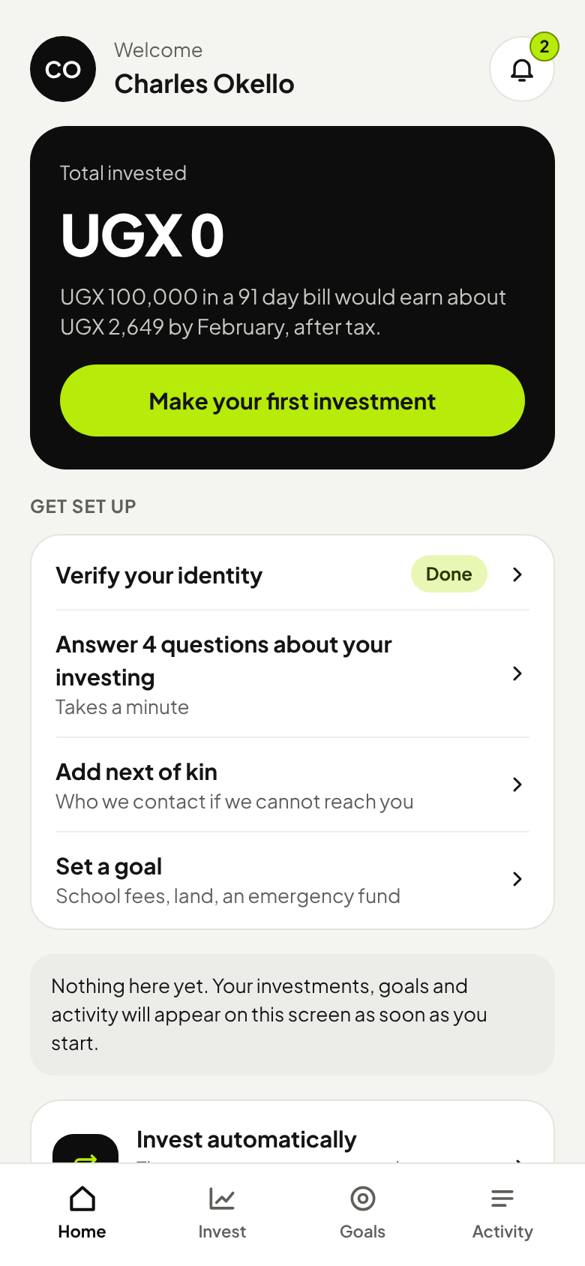 CO
Welcome
Charles Okello
2
Total invested
UGX 0
UGX 100,000 in a 91 day bill would earn about
UGX 2,649 by February, after tax.
Make your first investment
GET SET UP
Verify your identity
Done
Answer 4 questions about your
investing
Takes a minute
Add next of kin
Who we contact if we cannot reach you
Set a goal
School fees, land, an emergency fund
Nothing here yet. Your investments, goals and
activity will appear on this screen as soon as you
start.
Invest automatically
Home
Invest
Goals
Activity